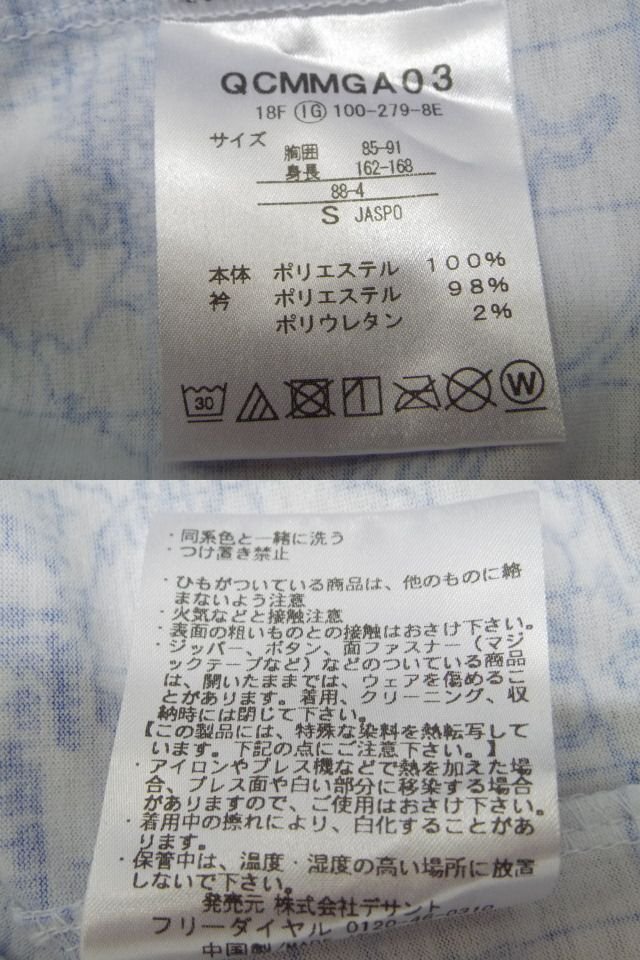 QCMMGA03
18F IG 100-279-8E
サイズ
胸囲 85-91
身長 162-168
88-4
S JASPO
本体 ポリエステル 100%
衿 ポリエステル 98%
ポリウレタン 2%
30 W
・同系色と一緒に洗う
・つけ置き禁止
・ひもがついている商品は、他のものに絡
まないよう注意
・火気などと接触注意
・表面の粗いものとの接触はおさけ下さい。
・ジッパー、ボタン、面ファスナー（マジ
ックテープなど）などのついている商品
は、開いたままでは、ウェアを傷めるこ
とがあります。着用、クリーニング、収
納時には閉じて下さい。
【この製品には、特殊な染料を熱転写して
います。下記の点にご注意下さい。】
・アイロンやプレス機などで熱を加えた場
合、プレス面や白い部分に移染する場合
がありますので、ご使用はおさけ下さい。
・着用中の擦れにより、白化することがあ
ります。
・保管中は、温度・湿度の高い場所に放置
しないで下さい。
発売元 株式会社デサント
フリーダイヤル 0120-46-0310
中国製/MADE